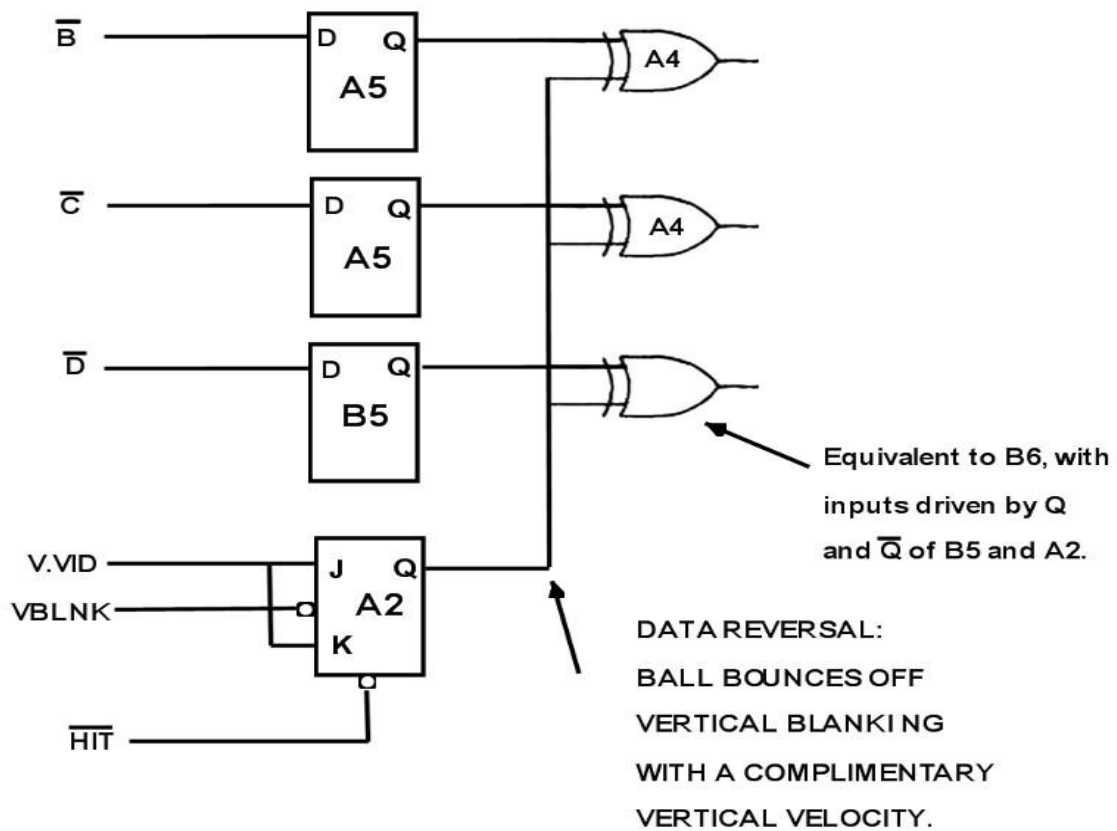 B̅
D Q
A5
A4
C̅
D Q
A5
A4
D̅
D Q
B5
Equivalent to B6, with
inputs driven by Q
and Q̅ of B5 and A2.
V.VID
J Q
VBLNK
A2
K
H̅I̅T̅
DATA REVERSAL:
BALL BOUNCES OFF
VERTICAL BLANKING
WITH A COMPLIMENTARY
VERTICAL VELOCITY.